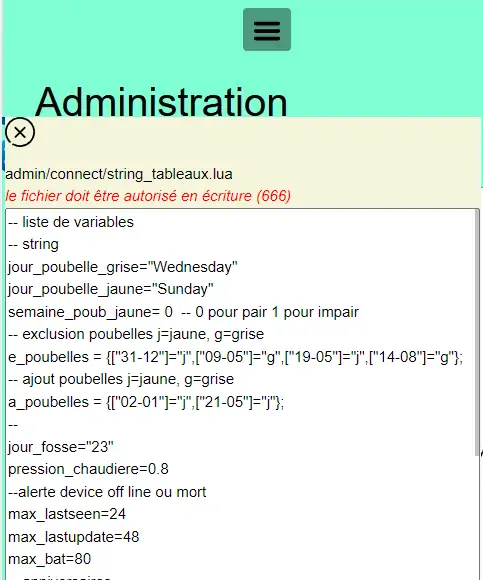 Administration
admin/connect/string_tableaux.lua
le fichier doit être autorisé en écriture (666)
-- liste de variables
-- string
jour_poubelle_grise="Wednesday"
jour_poubelle_jaune="Sunday"
semaine_poub_jaune= 0  -- 0 pour pair 1 pour impair
-- exclusion poubelles j=jaune, g=grise
e_poubelles = {["31-12"]="j",["09-05"]="g",["19-05"]="j",["14-08"]="g"};
-- ajout poubelles j=jaune, g=grise
a_poubelles = {["02-01"]="j",["21-05"]="j"};
--
jour_fosse="23"
pression_chaudiere=0.8
--alerte device off line ou mort
max_lastseen=24
max_lastupdate=48
max_bat=80